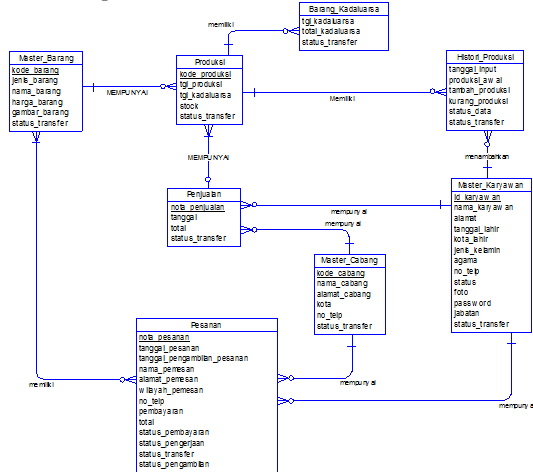 Barang_Kadaluarsa
tgl_kadaluarsa
total_kadaluarsa
status_transfer
memiliki
Master_Barang
kode_barang
jenis_barang
nama_barang
harga_barang
gambar_barang
status_transfer
MEMPUNYAI
Produksi
kode_produksi
tgl_produksi
tgl_kadaluarsa
stock
status_transfer
Memiliki
Histori_Produksi
tanggal_input
produksi_awal
tambah_produksi
kurang_produksi
status_data
status_transfer
MEMPUNYAI
menambahkan
Penjualan
nota_penjualan
tanggal
total
status_transfer
mempunyai
mempunyai
Master_Karyawan
id_karyawan
nama_karyawan
alamat
tanggal_lahir
kota_lahir
jenis_kelamin
agama
no_telp
status
foto
password
jabatan
status_transfer
Master_Cabang
kode_cabang
nama_cabang
alamat_cabang
kota
no_telp
status_transfer
Pesanan
nota_pesanan
tanggal_pesanan
tanggal_pengambilan_pesanan
nama_pemesan
alamat_pemesan
wilayah_pemesan
no_telp
pembayaran
total
status_pembayaran
status_pengerjaan
status_transfer
status_pengambilan
memiliki
mempunyai
mempunyai